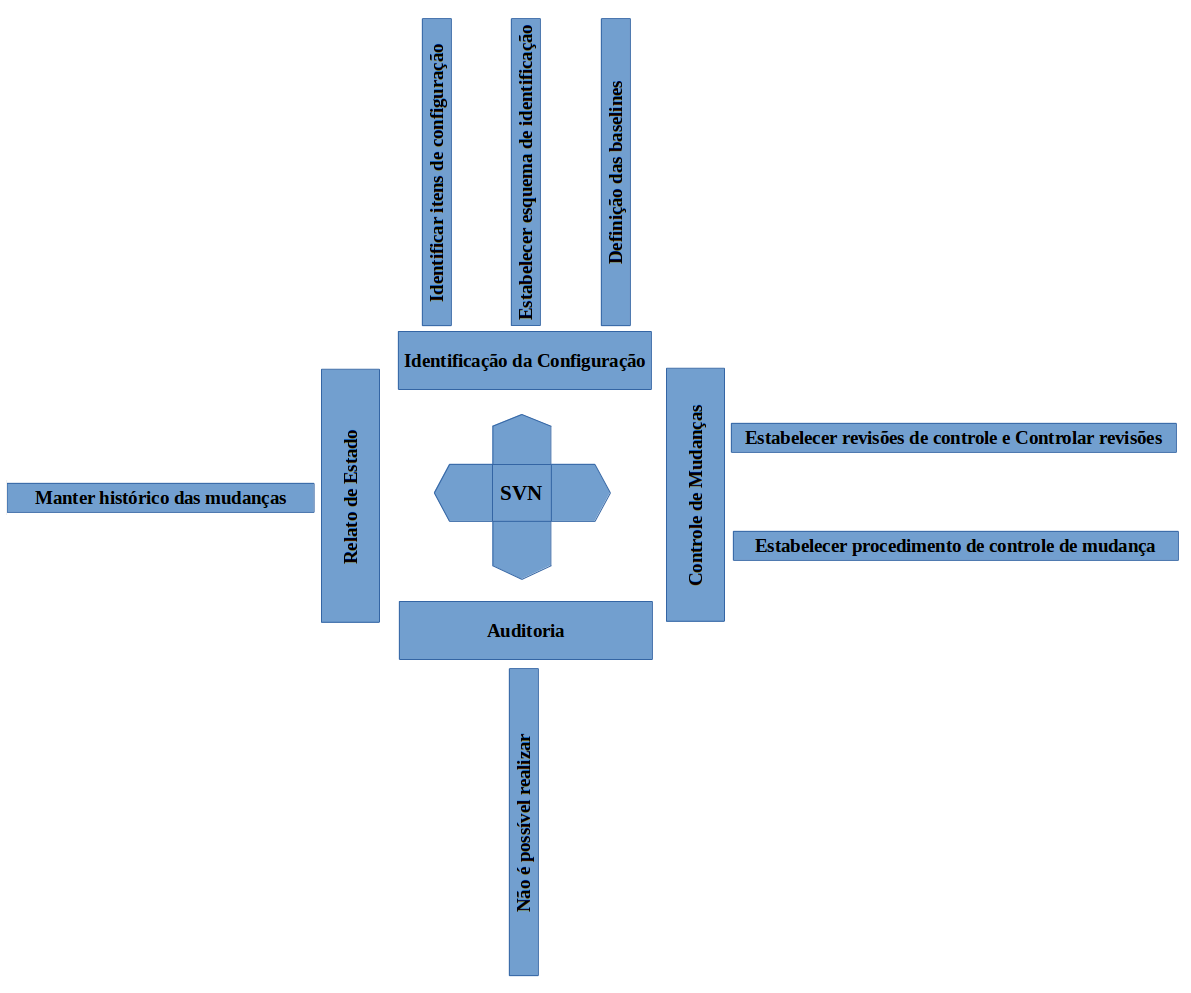 Identificar itens de configuração
Estabelecer esquema de identificação
Definição das baselines
Identificação da Configuração
Relato de Estado
Controle de Mudanças
Estabelecer revisões de controle e Controlar revisões
Manter histórico das mudanças
SVN
Estabelecer procedimento de controle de mudança
Auditoria
Não é possível realizar